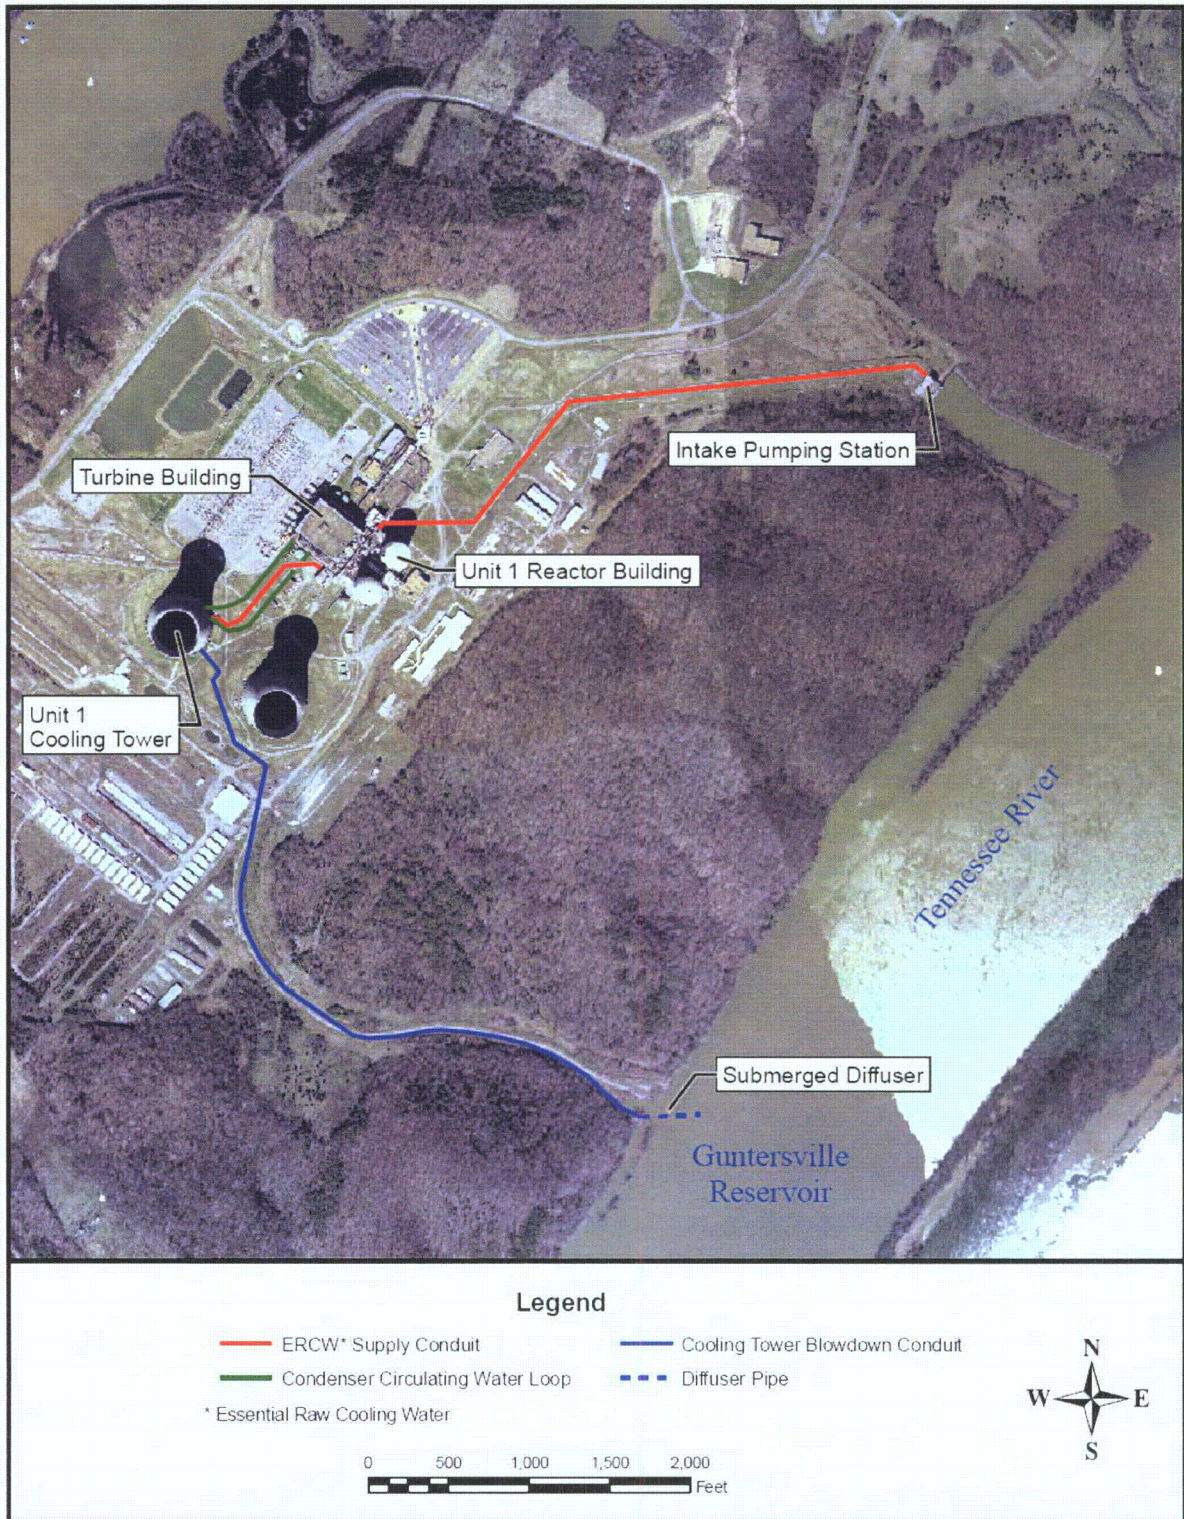 Intake Pumping Station
Turbine Building
Unit 1 Reactor Building
Unit 1
Cooling Tower
Tennessee River
Submerged Diffuser
Guntersville
Reservoir
Legend
ERCW* Supply Conduit
Cooling Tower Blowdown Conduit
Condenser Circulating Water Loop
Diffuser Pipe
* Essential Raw Cooling Water
N
W
E
S
0 500 1,000 1,500 2,000
Feet